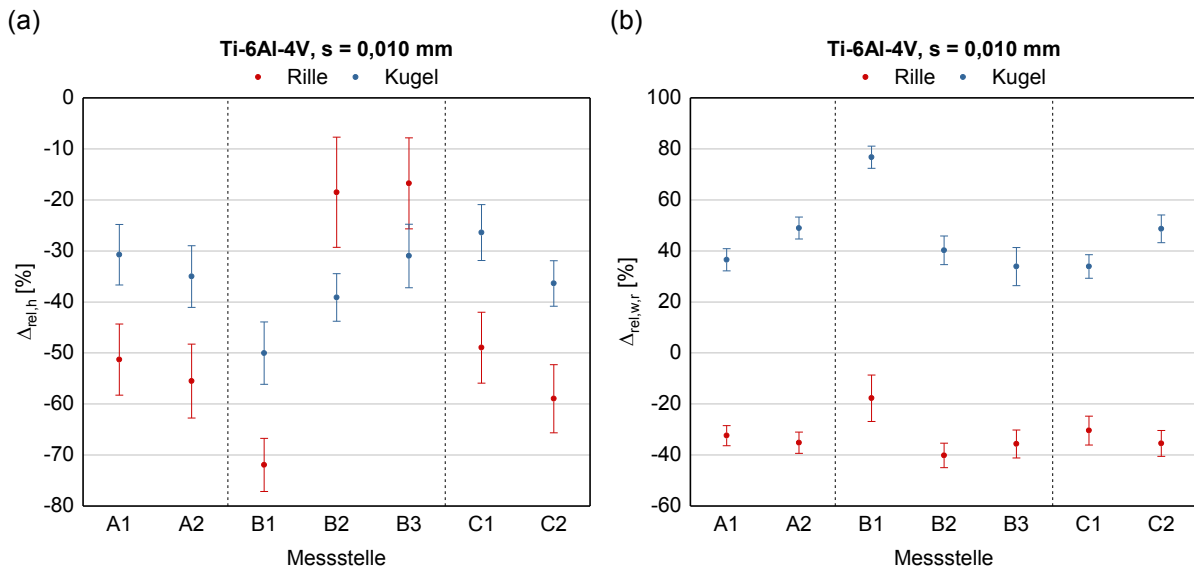 (a)
Ti-6Al-4V, s = 0,010 mm
Rille Kugel
Δrel,h [%]
0
-10
-20
-30
-40
-50
-60
-70
-80
A1 A2 B1 B2 B3 C1 C2
Messstelle
(b)
Ti-6Al-4V, s = 0,010 mm
Rille Kugel
Δrel,w,r [%]
100
80
60
40
20
0
-20
-40
-60
A1 A2 B1 B2 B3 C1 C2
Messstelle